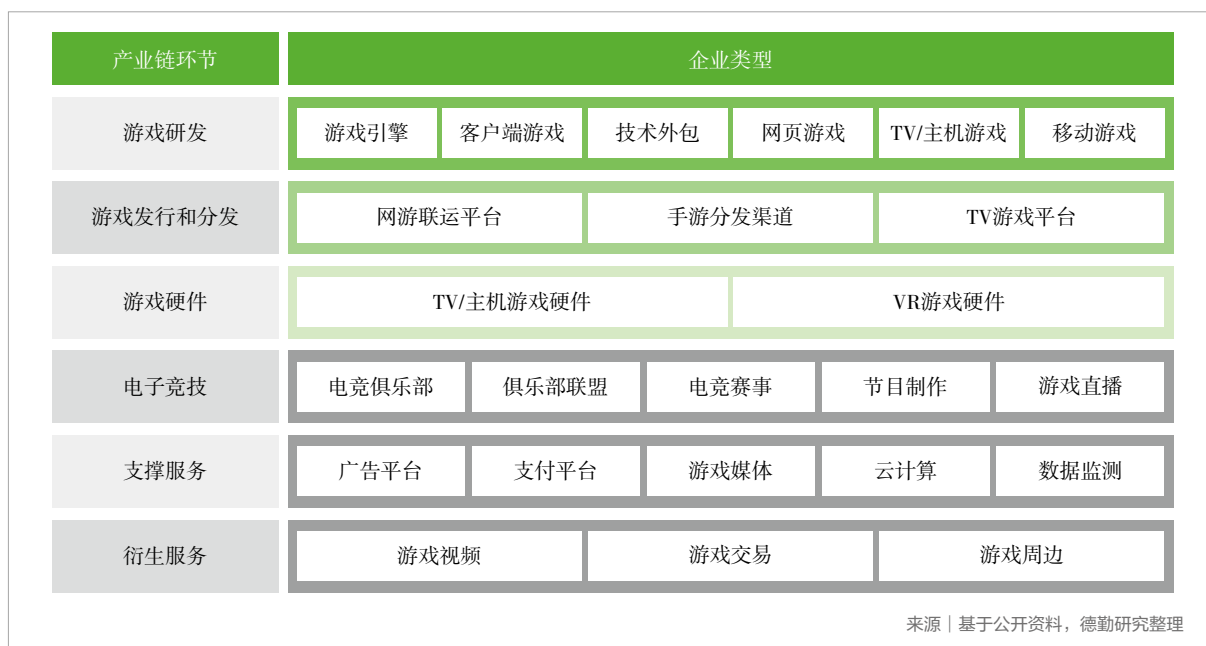 产业链环节 企业类型
游戏研发 游戏引擎 客户端游戏 技术外包 网页游戏 TV/主机游戏 移动游戏
游戏发行和分发 网游联运平台 手游分发渠道 TV游戏平台
游戏硬件 TV/主机游戏硬件 VR游戏硬件
电子竞技 电竞俱乐部 俱乐部联盟 电竞赛事 节目制作 游戏直播
支撑服务 广告平台 支付平台 游戏媒体 云计算 数据监测
衍生服务 游戏视频 游戏交易 游戏周边
来源｜基于公开资料，德勤研究整理